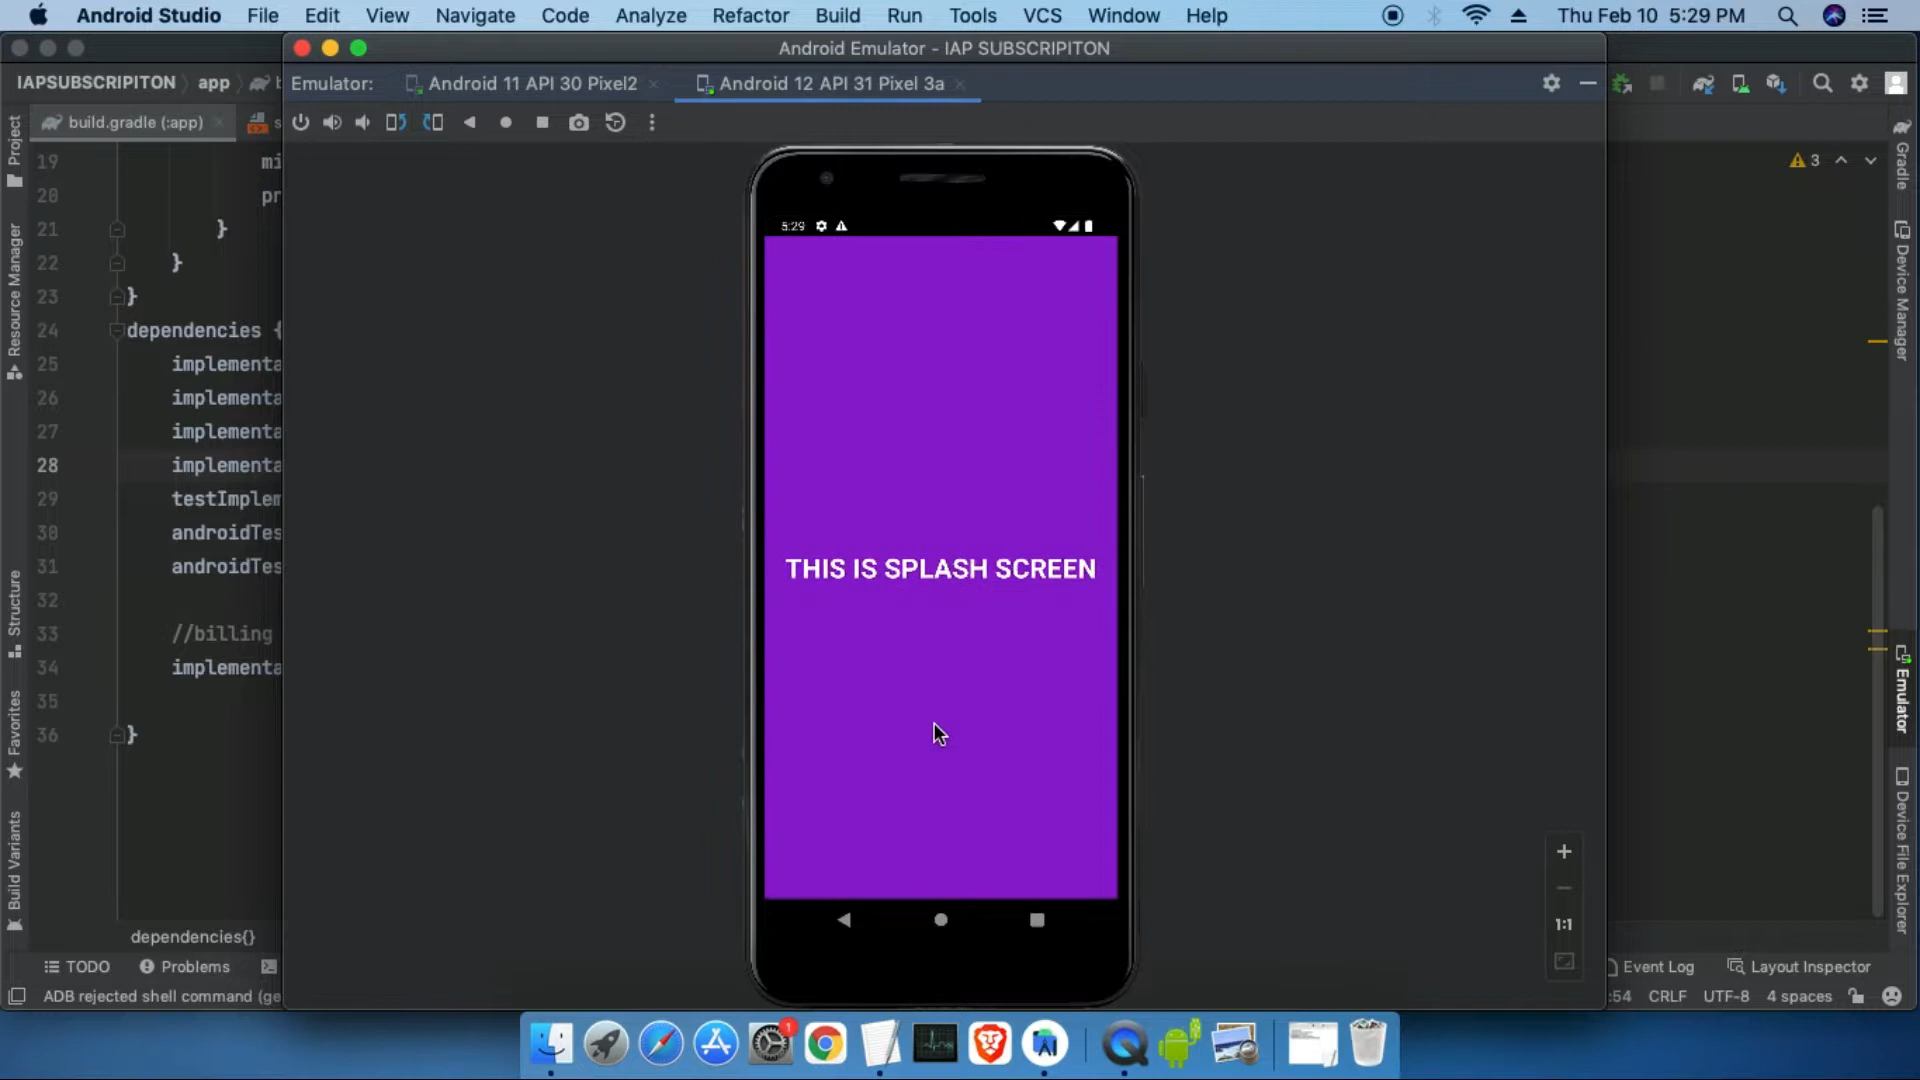 Android Studio File Edit View Navigate Code Analyze Refactor Build Run Tools VCS Window Help Thu Feb 10 5:29 PM
Android Emulator - IAP SUBSCRIPITON
IAPSUBSCRIPITON app
Emulator: Android 11 API 30 Pixel2 Android 12 API 31 Pixel 3a
build.gradle (:app)
Project
Resource Manager
Structure
Favorites
Build Variants
19 mi
20 pr
21 }
22 }
23 }
24 dependencies {
25 implementa
26 implementa
27 implementa
28 implementa
29 testImplem
30 androidTes
31 androidTes
32
33 //billing
34 implementa
35
36 }
3
5:29
THIS IS SPLASH SCREEN
1:1
Gradle
Device Manager
Emulator
Device File Explorer
dependencies{}
TODO Problems Event Log Layout Inspector
ADB rejected shell command (ge :54 CRLF UTF-8 4 spaces
1